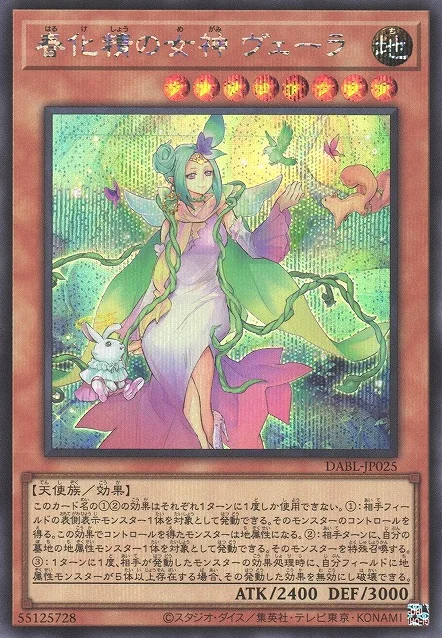 春化精の女神 ヴェーラ 地
DABL-JP025
【天使族／効果】
このカード名の①②の効果はそれぞれ1ターンに1度しか使用できない。①：相手フィ
ールドの表側表示モンスター1体を対象として発動できる。そのモンスターのコントロールを
得る。この効果でコントロールを得たモンスターは地属性になる。②：相手ターンに、自分の
墓地の地属性モンスター1体を対象として発動できる。そのモンスターを特殊召喚する。
③：1ターンに1度、相手が発動したモンスターの効果処理時に、自分フィールドに地
属性モンスターが5体以上存在する場合、その発動した効果を無効にし破壊できる。
ATK/2400 DEF/3000
55125728 ©スタジオ・ダイス／集英社・テレビ東京・KONAMI